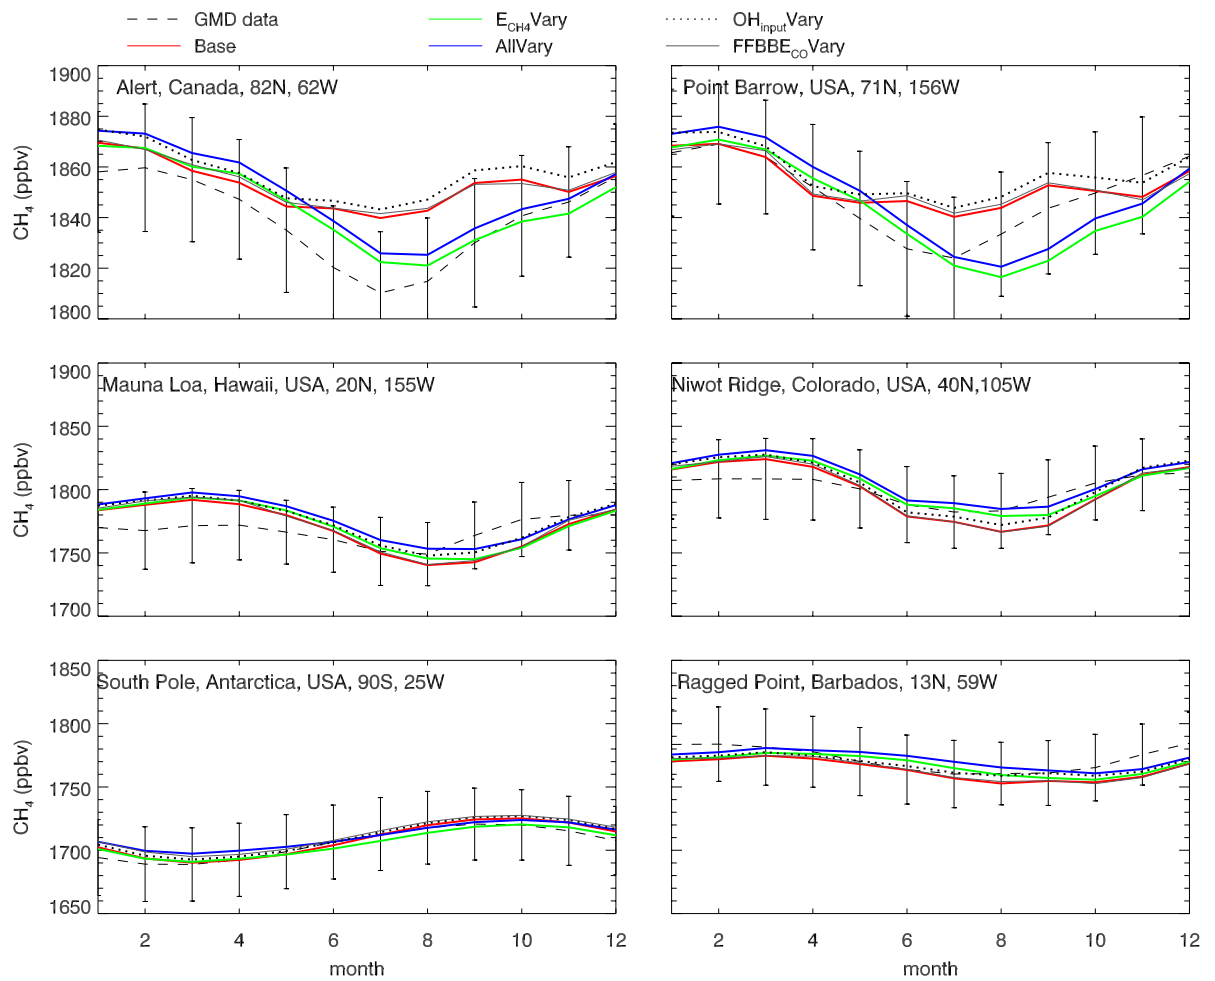 GMD data
Base
E_CH4Vary
AllVary
OH_inputVary
FFBBE_COVary
Alert, Canada, 82N, 62W
1900
1880
1860
1840
1820
1800
CH4 (ppbv)
Point Barrow, USA, 71N, 156W
Mauna Loa, Hawaii, USA, 20N, 155W
1900
1850
1800
1750
1700
CH4 (ppbv)
Niwot Ridge, Colorado, USA, 40N,105W
South Pole, Antarctica, USA, 90S, 25W
1850
1800
1750
1700
1650
CH4 (ppbv)
2 4 6 8 10 12
month
Ragged Point, Barbados, 13N, 59W
2 4 6 8 10 12
month